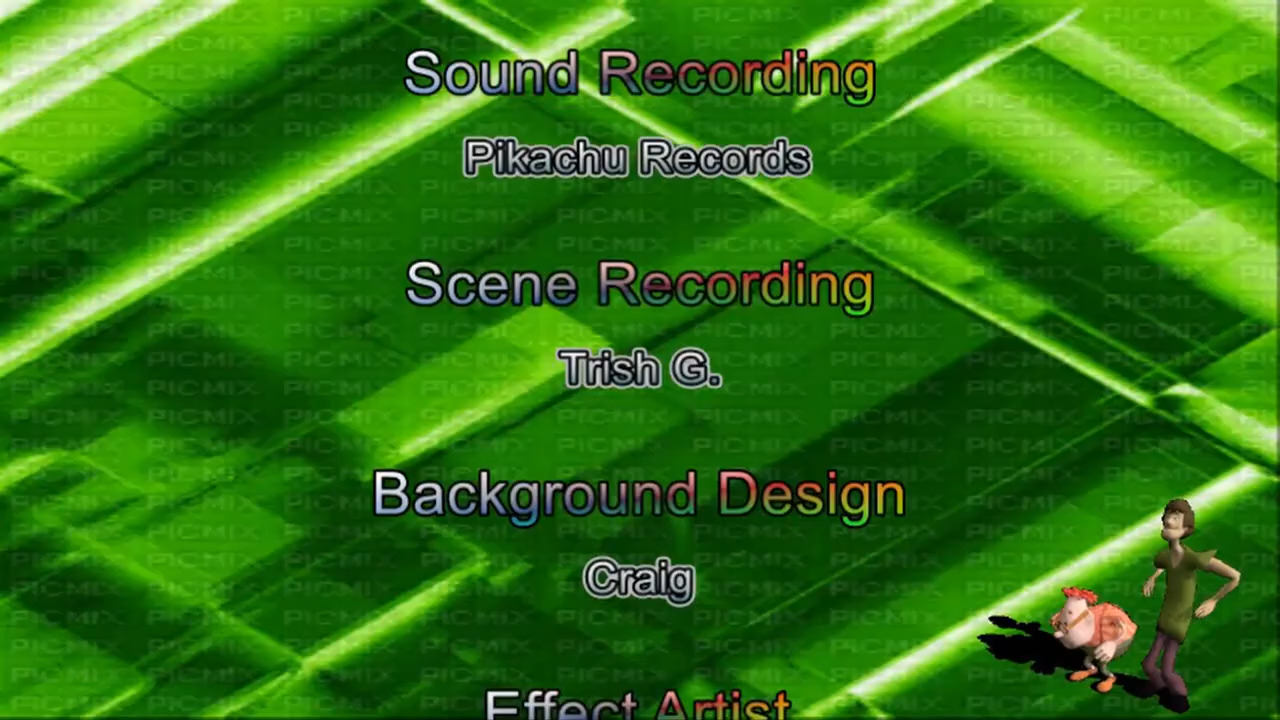 Sound Recording
Pikachu Records
Scene Recording
Trish G.
Background Design
Craig
Effect Artist